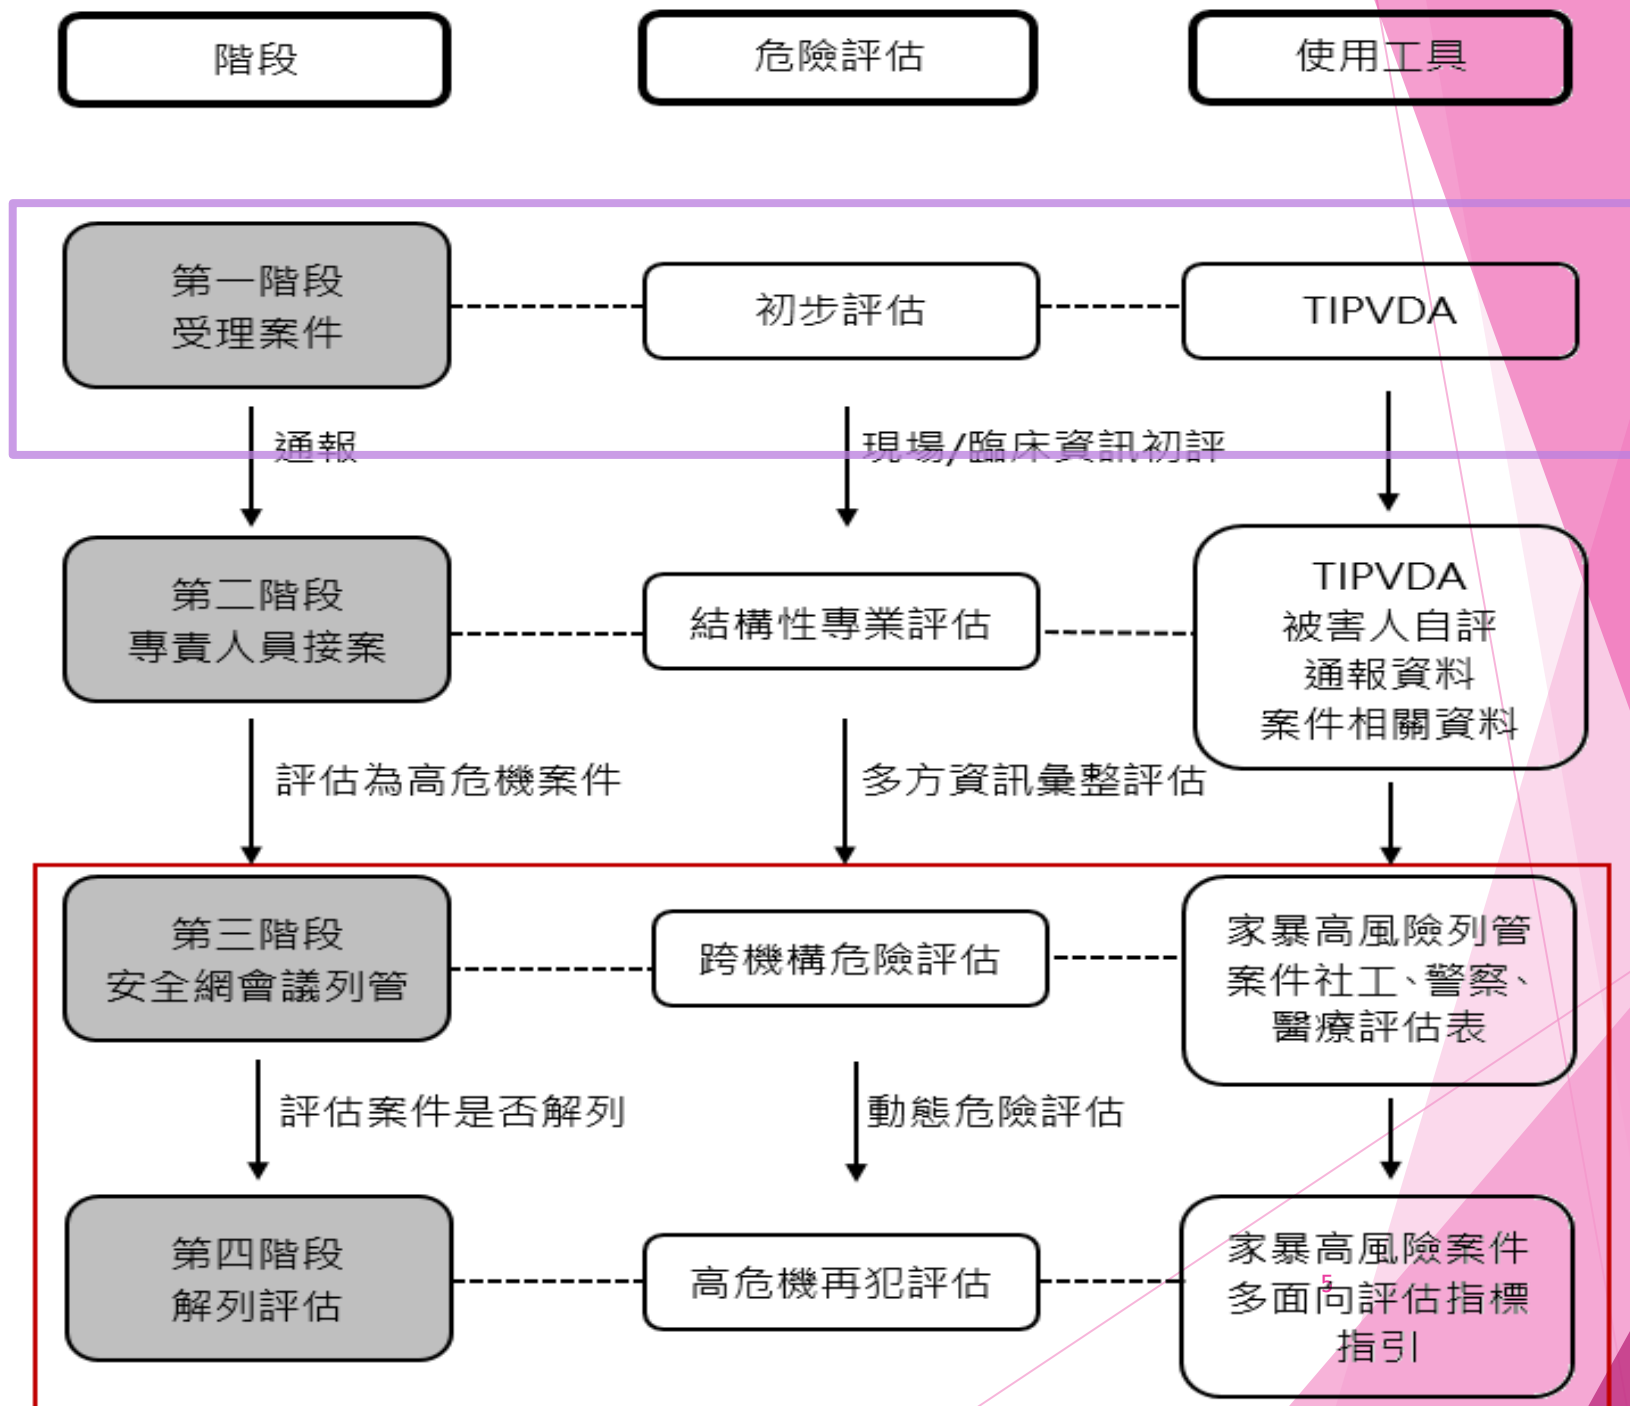 階段
危險評估
使用工具
第一階段
受理案件
初步評估
TIPVDA
通報
現場/臨床資訊初評
第二階段
專責人員接案
結構性專業評估
TIPVDA
被害人自評
通報資料
案件相關資料
評估為高危機案件
多方資訊彙整評估
第三階段
安全網會議列管
跨機構危險評估
家暴高風險列管
案件社工、警察、
醫療評估表
評估案件是否解列
動態危險評估
第四階段
解列評估
高危機再犯評估
家暴高風險案件
多面向評估指標
指引
5